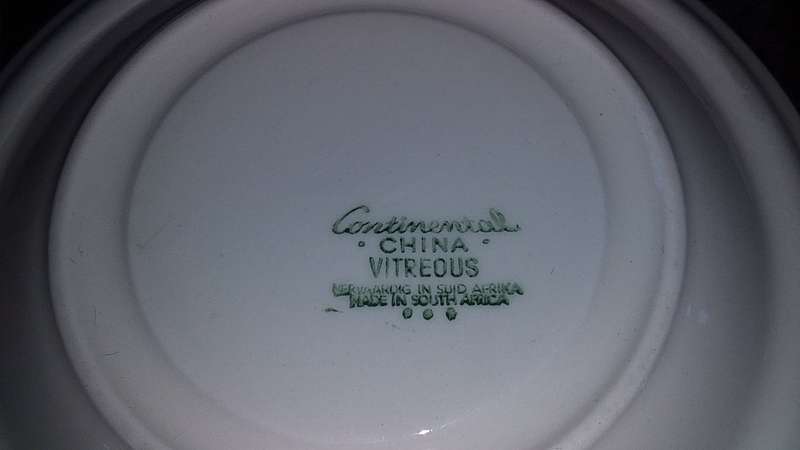 Continental
• CHINA •
VITREOUS
VERVAARDIG IN SUID AFRIKA
MADE IN SOUTH AFRICA